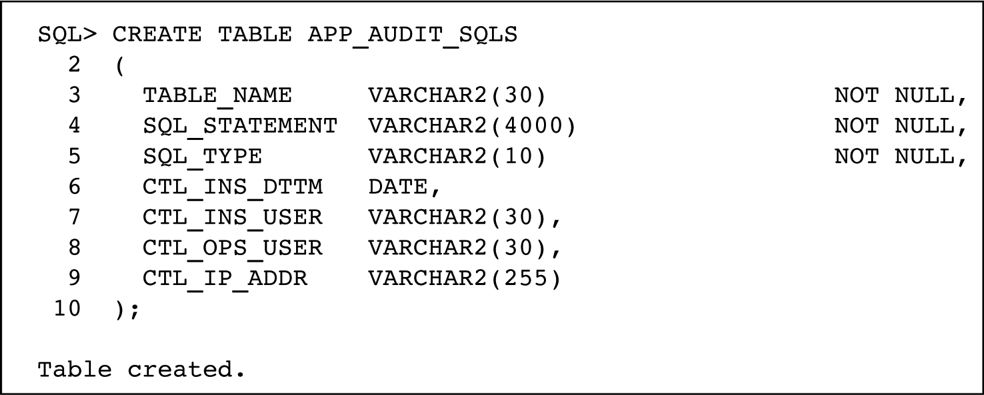 SQL> CREATE TABLE APP_AUDIT_SQLS
2 (
3 TABLE_NAME VARCHAR2(30) NOT NULL,
4 SQL_STATEMENT VARCHAR2(4000) NOT NULL,
5 SQL_TYPE VARCHAR2(10) NOT NULL,
6 CTL_INS_DTTM DATE,
7 CTL_INS_USER VARCHAR2(30),
8 CTL_OPS_USER VARCHAR2(30),
9 CTL_IP_ADDR VARCHAR2(255)
10 );
Table created.